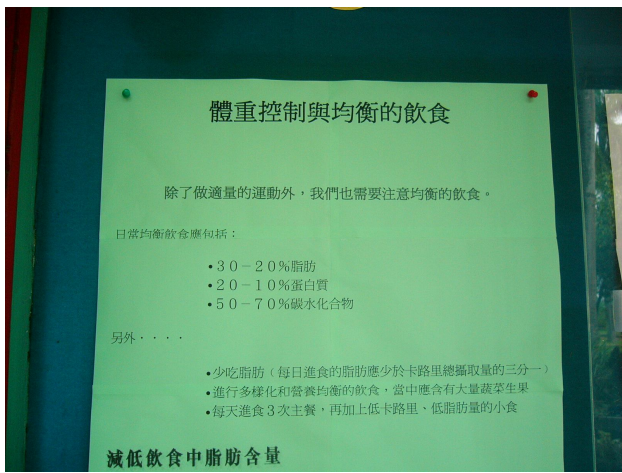 體重控制與均衡的飲食
除了做適量的運動外，我們也需要注意均衡的飲食。
日常均衡飲食應包括：
•３０－２０％脂肪
•２０－１０％蛋白質
•５０－７０％碳水化合物
另外・・・・
•少吃脂肪（每日進食的脂肪應少於卡路里總攝取量的三分一）
•進行多樣化和營養均衡的飲食，當中應含有大量蔬菜生果
•每天進食３次主餐，再加上低卡路里、低脂肪量的小食
減低飲食中脂肪含量